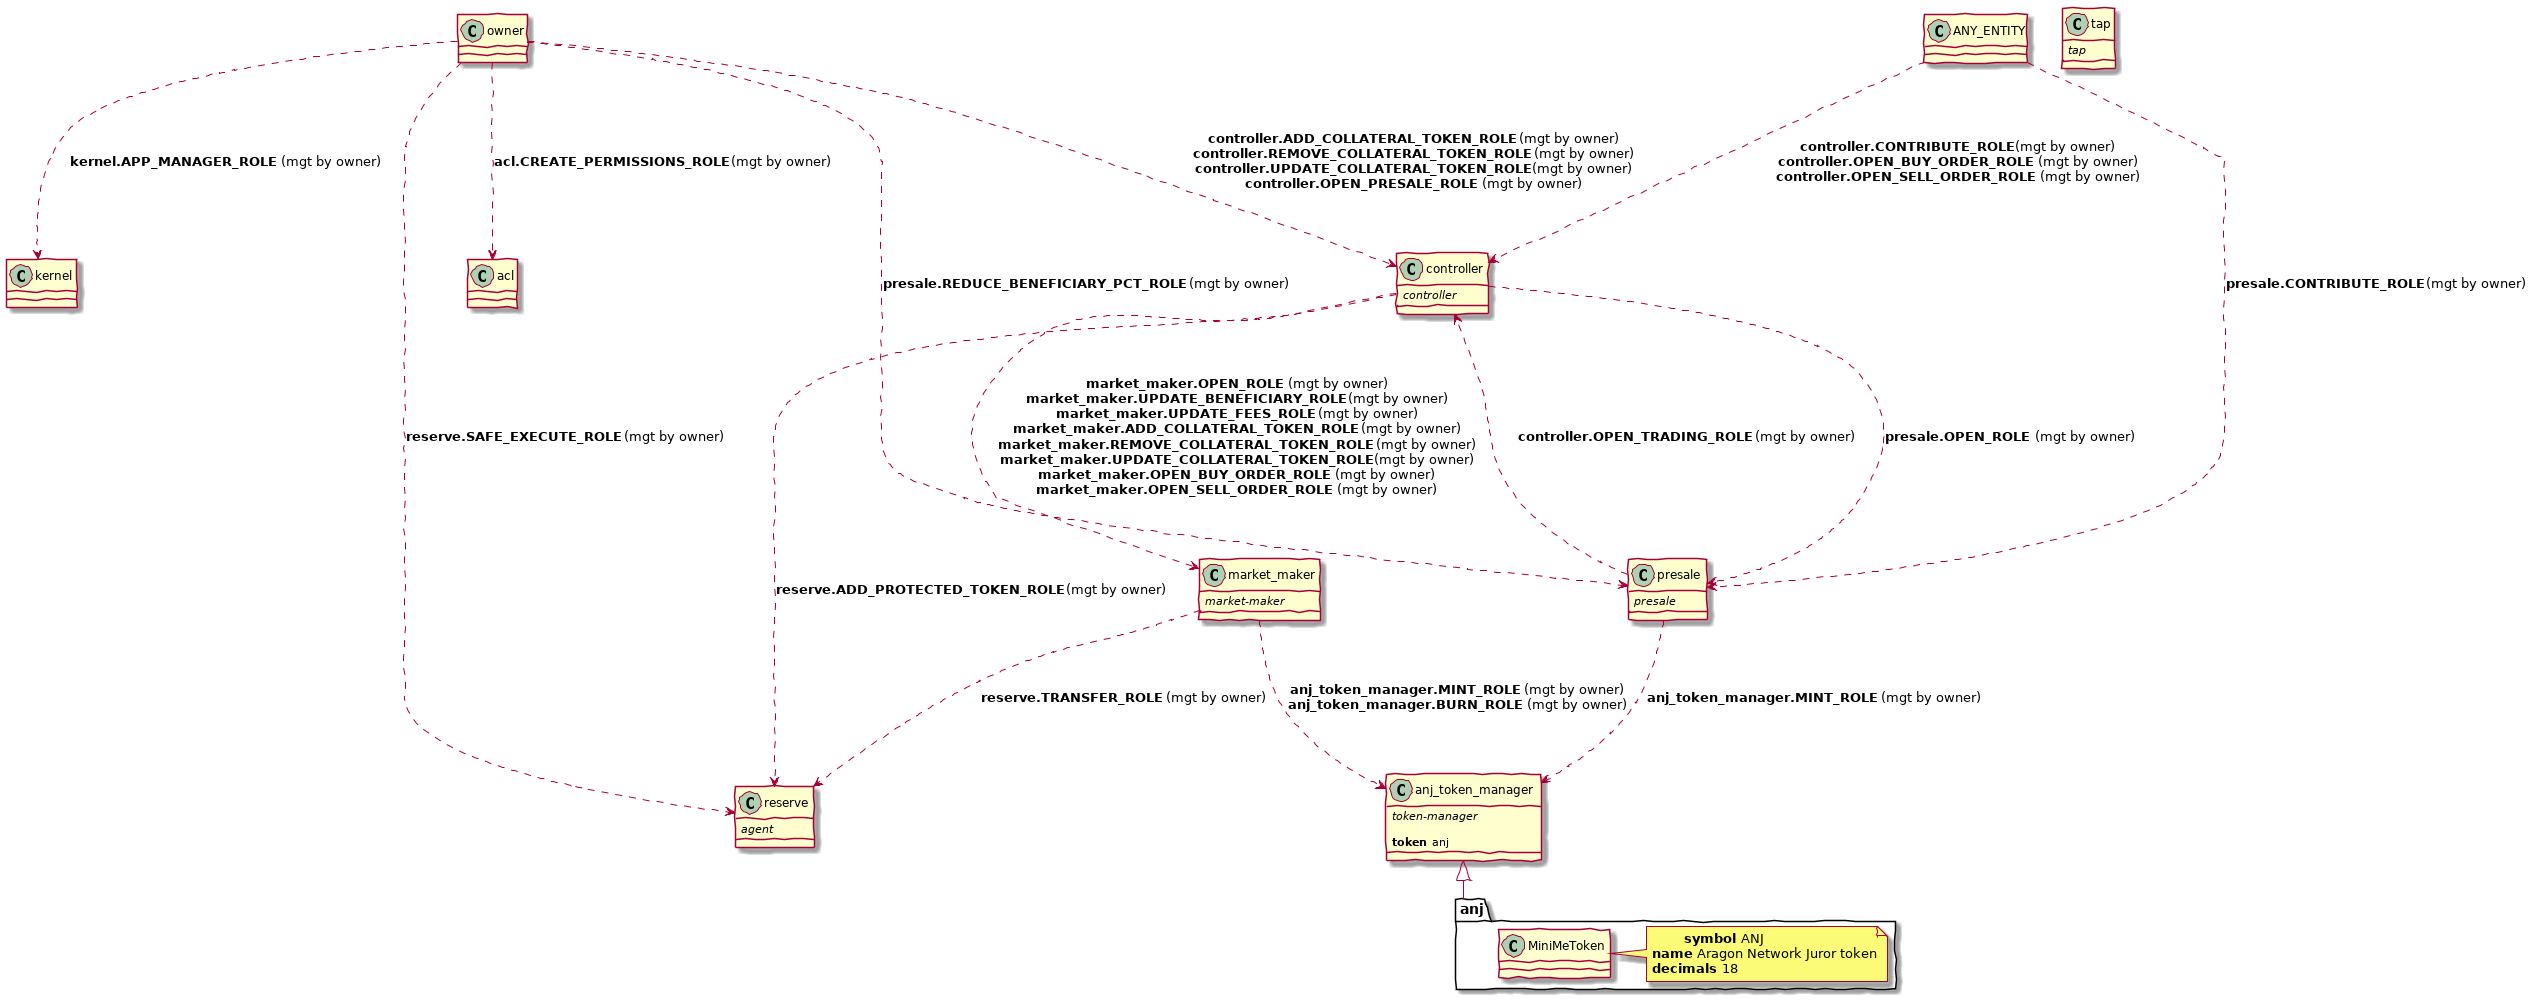 C owner
C ANY_ENTITY
C tap
tap
controller.ADD_COLLATERAL_TOKEN_ROLE (mgt by owner)
controller.REMOVE_COLLATERAL_TOKEN_ROLE (mgt by owner)
controller.UPDATE_COLLATERAL_TOKEN_ROLE (mgt by owner)
controller.OPEN_PRESALE_ROLE (mgt by owner)
controller.CONTRIBUTE_ROLE (mgt by owner)
controller.OPEN_BUY_ORDER_ROLE (mgt by owner)
controller.OPEN_SELL_ORDER_ROLE (mgt by owner)
kernel.APP_MANAGER_ROLE (mgt by owner)
acl.CREATE_PERMISSIONS_ROLE (mgt by owner)
C kernel
C acl
C controller
controller
presale.REDUCE_BENEFICIARY_PCT_ROLE (mgt by owner)
presale.CONTRIBUTE_ROLE (mgt by owner)
market_maker.OPEN_ROLE (mgt by owner)
market_maker.UPDATE_BENEFICIARY_ROLE (mgt by owner)
market_maker.UPDATE_FEES_ROLE (mgt by owner)
market_maker.ADD_COLLATERAL_TOKEN_ROLE (mgt by owner)
market_maker.REMOVE_COLLATERAL_TOKEN_ROLE (mgt by owner)
market_maker.UPDATE_COLLATERAL_TOKEN_ROLE (mgt by owner)
market_maker.OPEN_BUY_ORDER_ROLE (mgt by owner)
market_maker.OPEN_SELL_ORDER_ROLE (mgt by owner)
reserve.SAFE_EXECUTE_ROLE (mgt by owner)
controller.OPEN_TRADING_ROLE (mgt by owner)
presale.OPEN_ROLE (mgt by owner)
reserve.ADD_PROTECTED_TOKEN_ROLE (mgt by owner)
C market_maker
market-maker
C presale
presale
reserve.TRANSFER_ROLE (mgt by owner)
anj_token_manager.MINT_ROLE (mgt by owner)
anj_token_manager.BURN_ROLE (mgt by owner)
anj_token_manager.MINT_ROLE (mgt by owner)
C reserve
agent
C anj_token_manager
token-manager
token anj
anj
C MiniMeToken
symbol ANJ
name Aragon Network Juror token
decimals 18